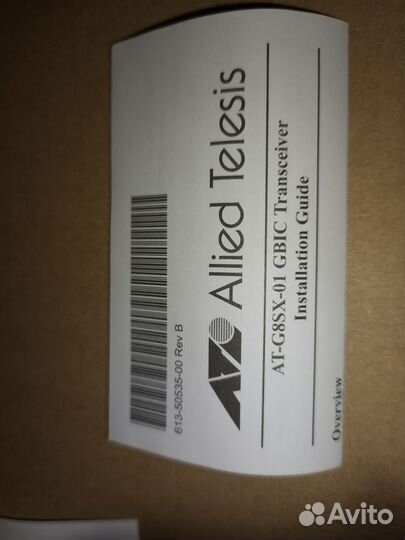 613-50535-00 Rev B
Allied Telesis
AT-G8SX-01 GBIC Transceiver
Installation Guide
Overview
Avito